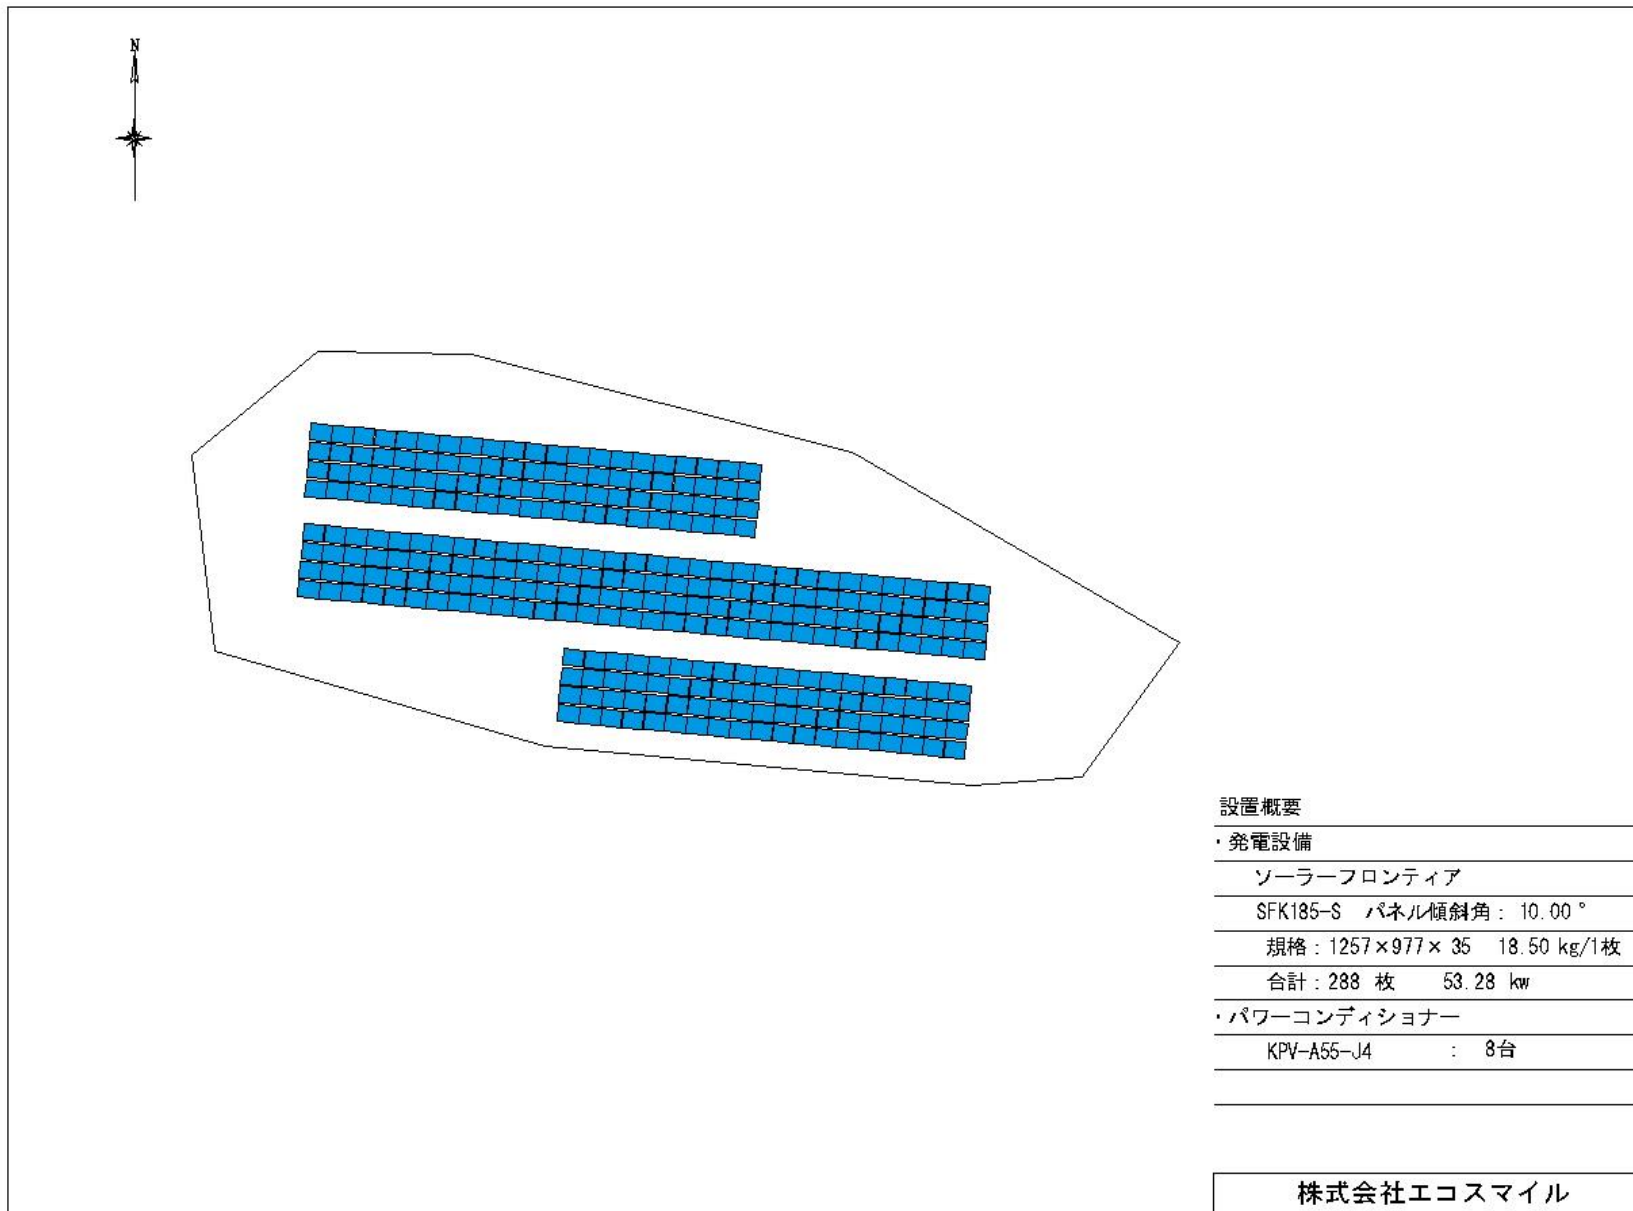 N
設置概要
・発電設備
ソーラーフロンティア
SFK185-S パネル傾斜角: 10.00°
規格:1257×977× 35 18.50 kg/1枚
合計:288 枚 53.28 kw
・パワーコンディショナー
KPV-A55-J4 : 8台
株式会社エコスマイル